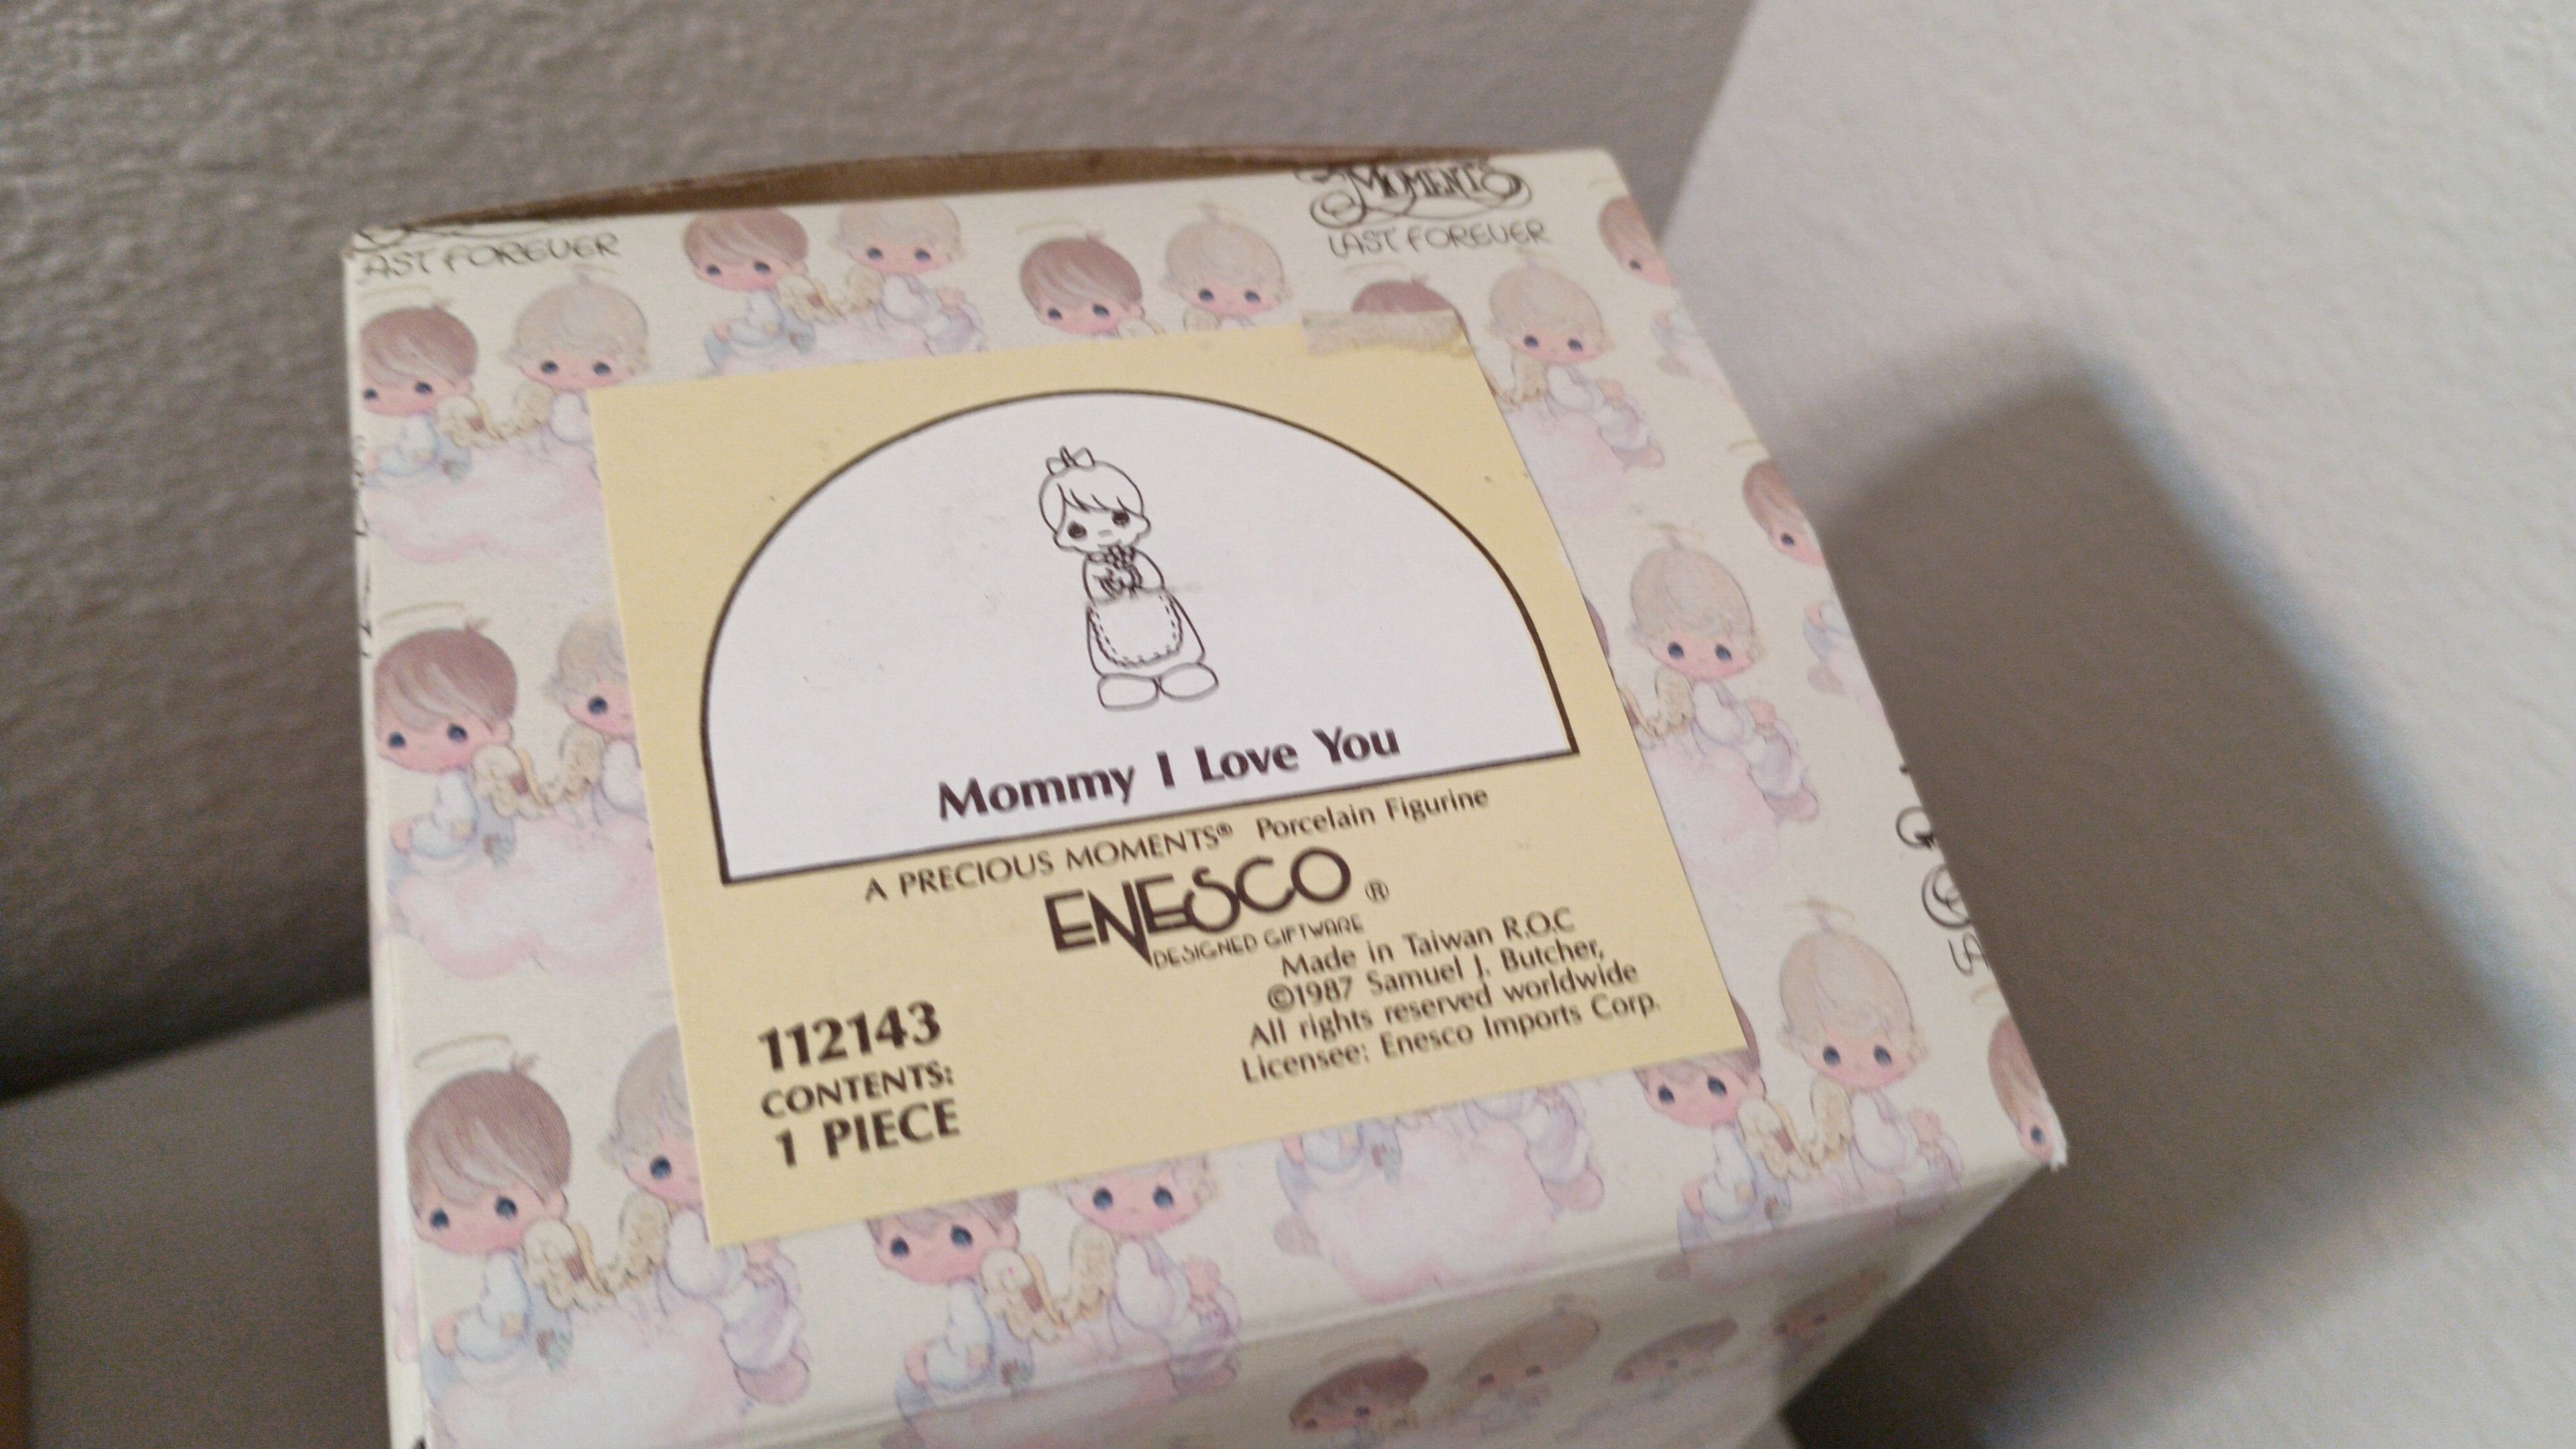 MOMENTS
LAST FOREVER
AST FOREVER
Mommy I Love You
A PRECIOUS MOMENTS® Porcelain Figurine
ENESCO ®
DESIGNED GIFTWARE
Made in Taiwan R.O.C
©1987 Samuel J. Butcher,
All rights reserved worldwide
Licensee: Enesco Imports Corp.
112143
CONTENTS:
1 PIECE